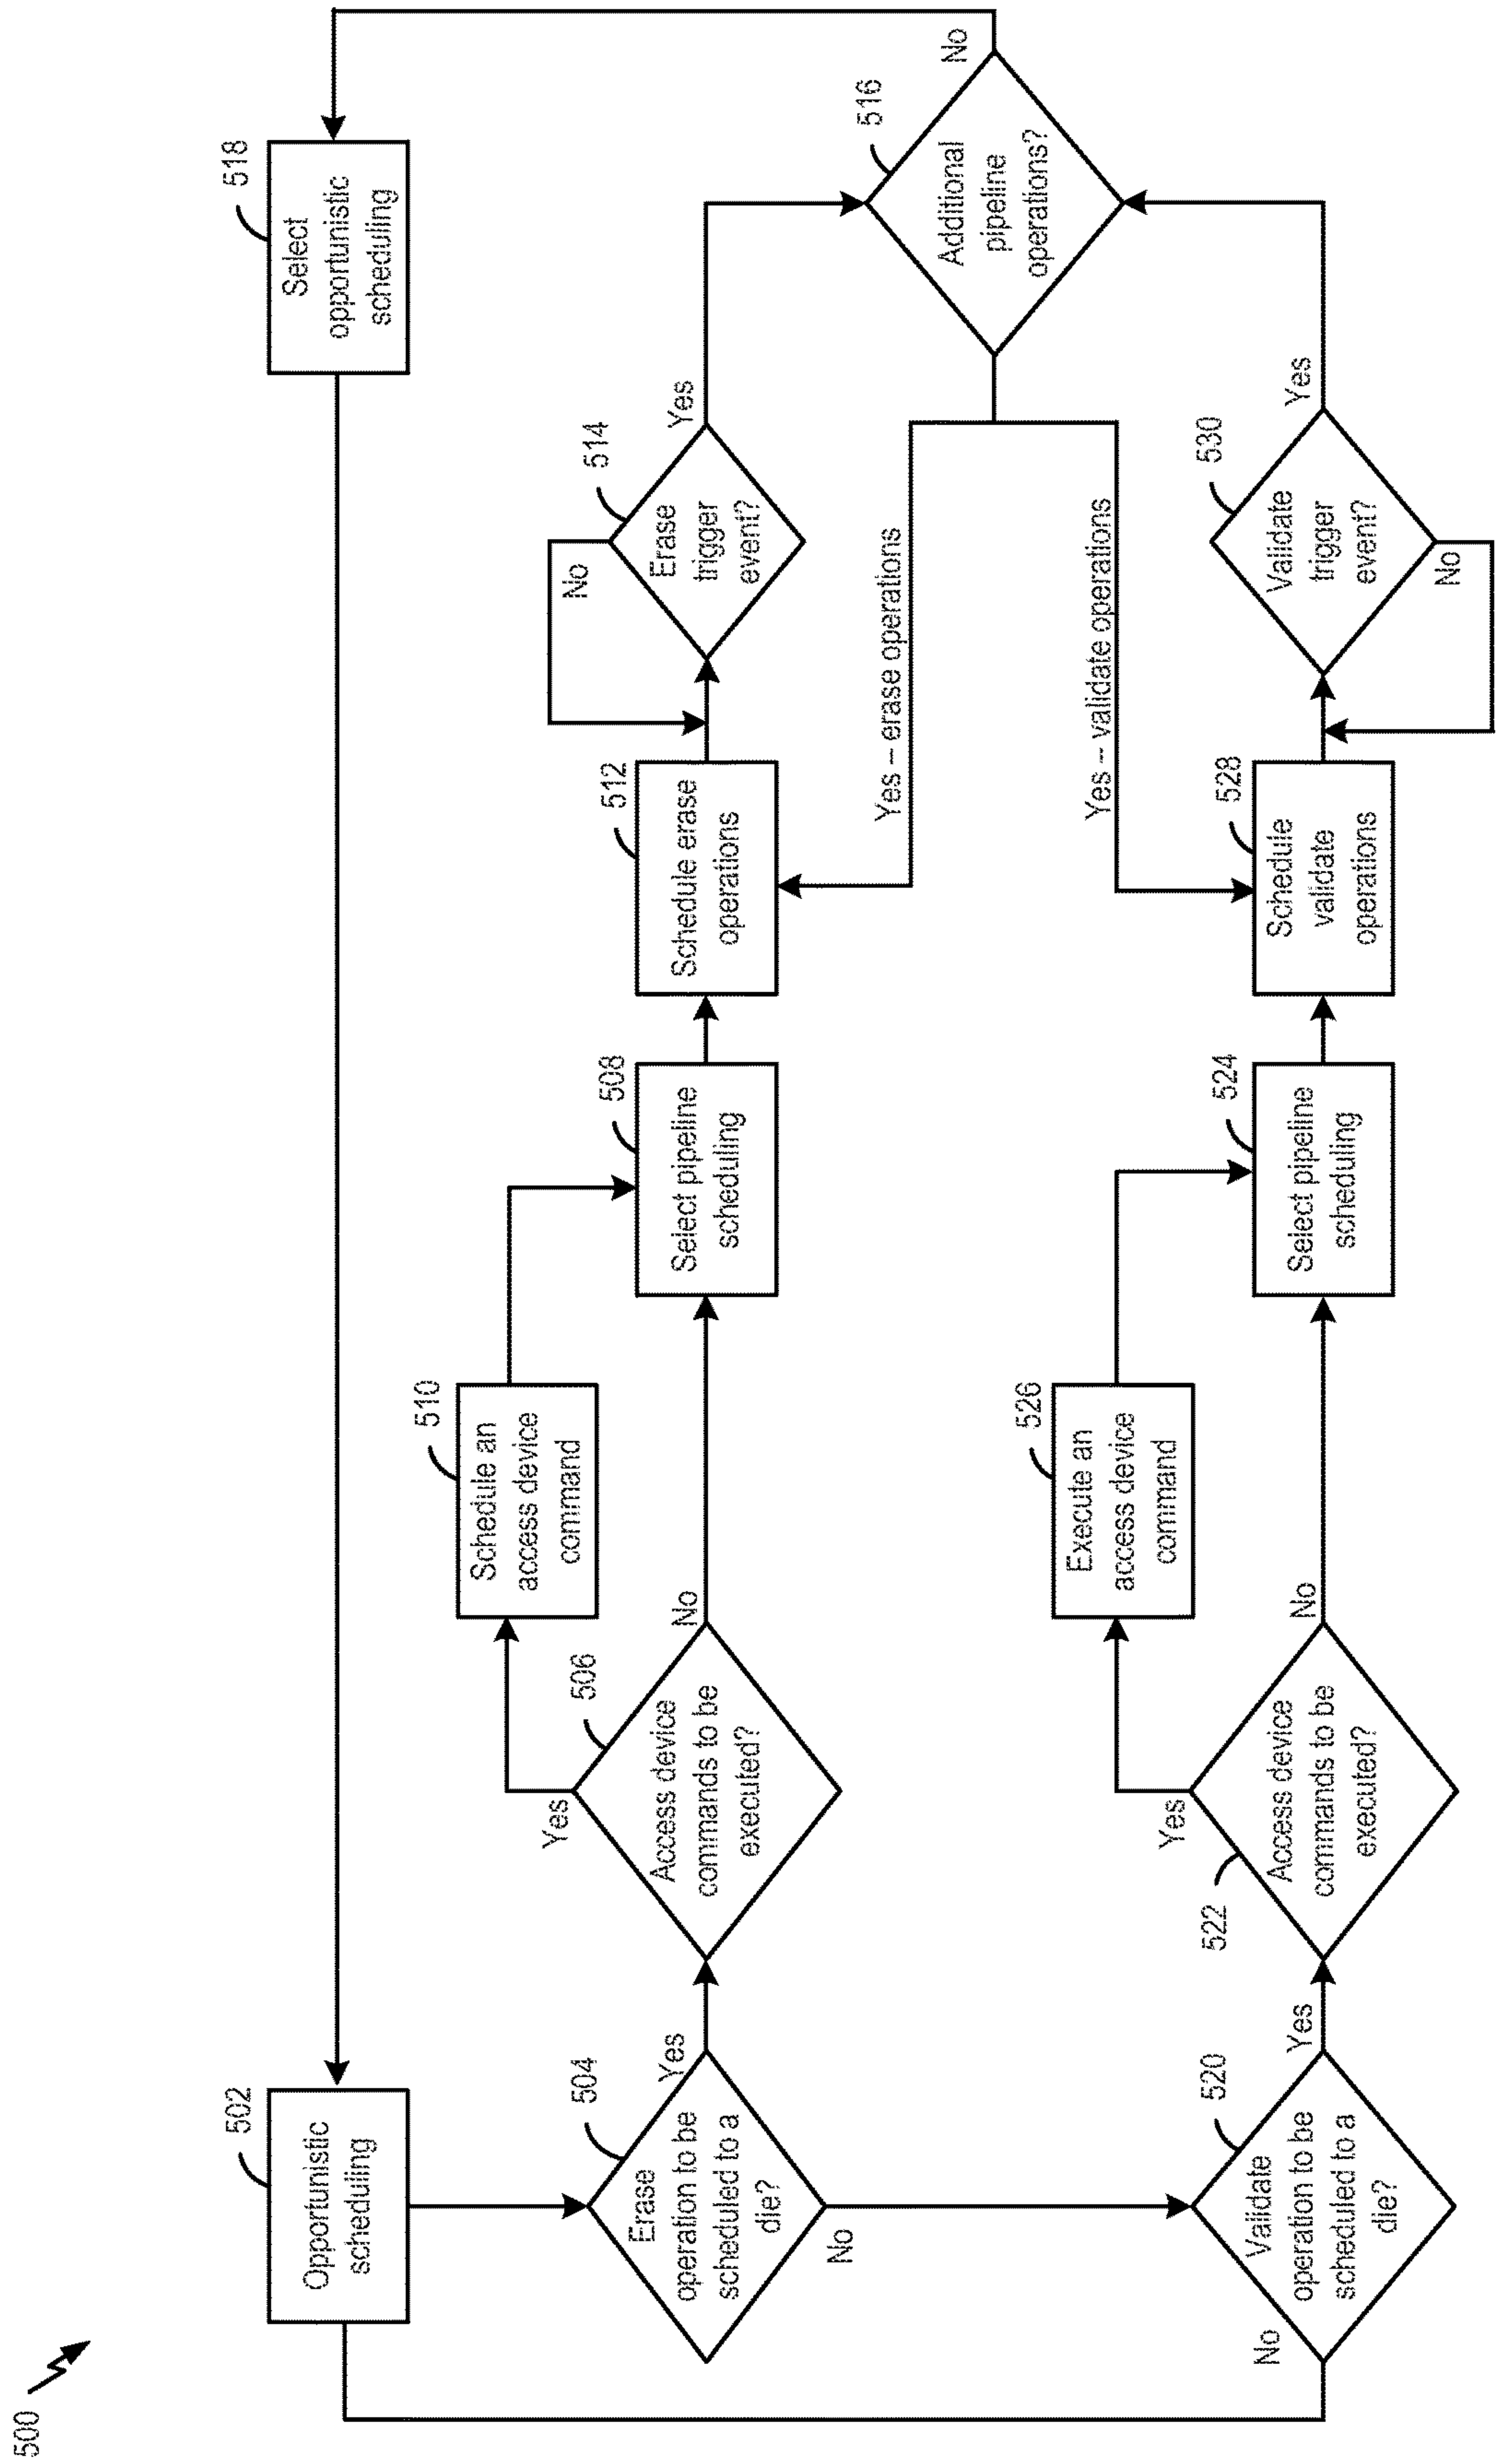 500
502
Opportunistic
scheduling
504
Erase
operation to be
scheduled to a
die?
Yes
No
506
Access device
commands to be
executed?
Yes
No
510
Schedule an
access device
command
508
Select pipeline
scheduling
512
Schedule erase
operations
514
Erase
trigger
event?
No
Yes
516
Additional
pipeline
operations?
No
Yes – erase operations
Yes -- validate operations
518
Select
opportunistic
scheduling
520
Validate
operation to be
scheduled to a
die?
No
Yes
522
Access device
commands to be
executed?
Yes
No
526
Execute an
access device
command
524
Select pipeline
scheduling
528
Schedule
validate
operations
530
Validate
trigger
event?
No
Yes